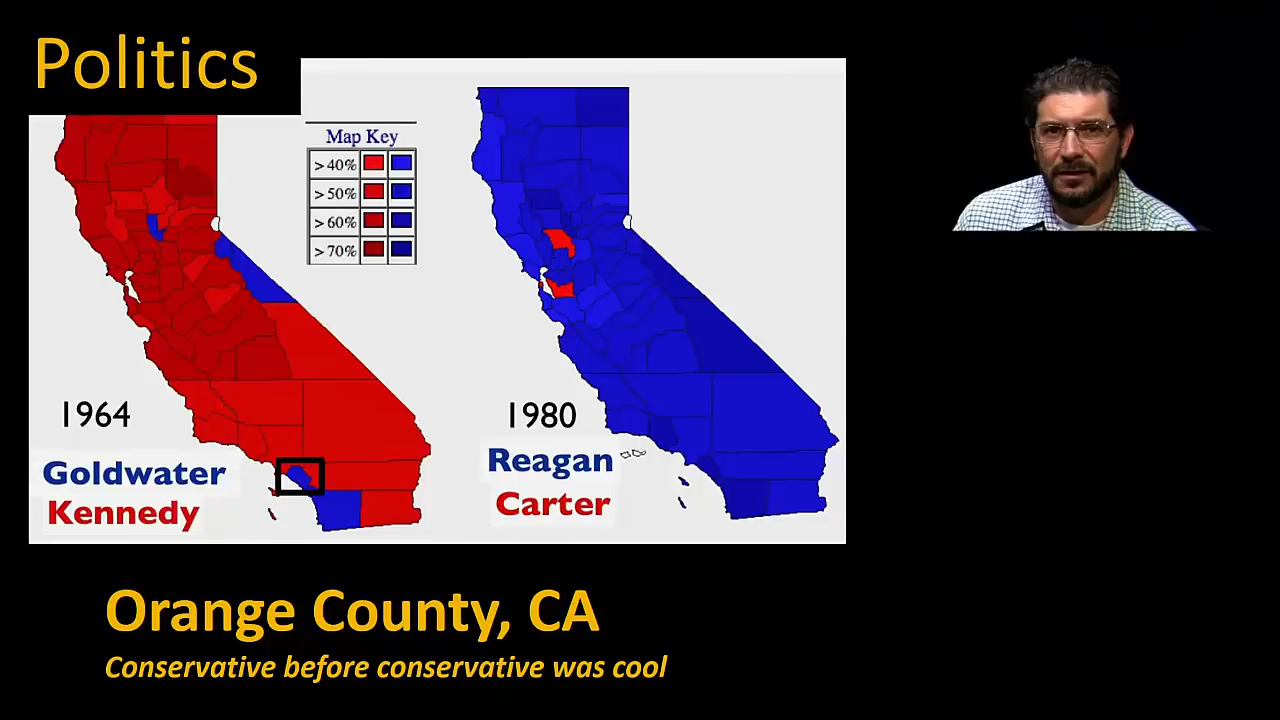 Politics
Map Key
>40%
>50%
>60%
>70%
1964
Goldwater
Kennedy
1980
Reagan
Carter
Orange County, CA
Conservative before conservative was cool